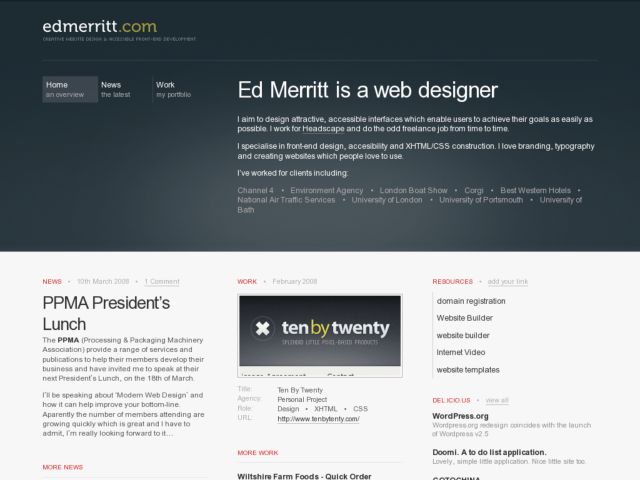 edmerritt.com
CREATIVE WEBSITE DESIGN & ACCESSIBLE FRONT-END DEVELOPMENT
Home
an overview
News
the latest
Work
my portfolio
Ed Merritt is a web designer
I aim to design attractive, accessible interfaces which enable users to achieve their goals as easily as
possible. I work for Headscape and do the odd freelance job from time to time.
I specialise in front-end design, accesibility and XHTML/CSS construction. I love branding, typography
and creating websites which people love to use.
I've worked for clients including:
Channel 4 • Environment Agency • London Boat Show • Corgi • Best Western Hotels •
National Air Traffic Services • University of London • University of Portsmouth • University of
Bath
NEWS • 10th March 2008 • 1 Comment
PPMA President's
Lunch
The PPMA (Processing & Packaging Machinery
Association) provide a range of services and
publications to help their members develop their
business and have invited me to speak at their
next President's Lunch, on the 18th of March.
I'll be speaking about 'Modern Web Design' and
how it can help improve your bottom-line.
Aparently the number of members attending are
growing quickly which is great and I have to
admit, I'm really looking forward to it…
MORE NEWS
WORK • February 2008
ten by twenty
SPLENDID LITTLE PIXEL-BASED PRODUCTS
Title: Ten By Twenty
Agency: Personal Project
Role: Design • XHTML • CSS
URL: http://www.tenbytenty.com/
MORE WORK
Wiltshire Farm Foods - Quick Order
RESOURCES • add your link
domain registration
Website Builder
website builder
Internet Video
website templates
DEL.ICIO.US • view all
WordPress.org
Wordpress.org redesign coincides with the launch
of Wordpress v2.5
Doomi. A to do list application.
Lovely, simple little application. Nice little site too.
GOTOCHINA